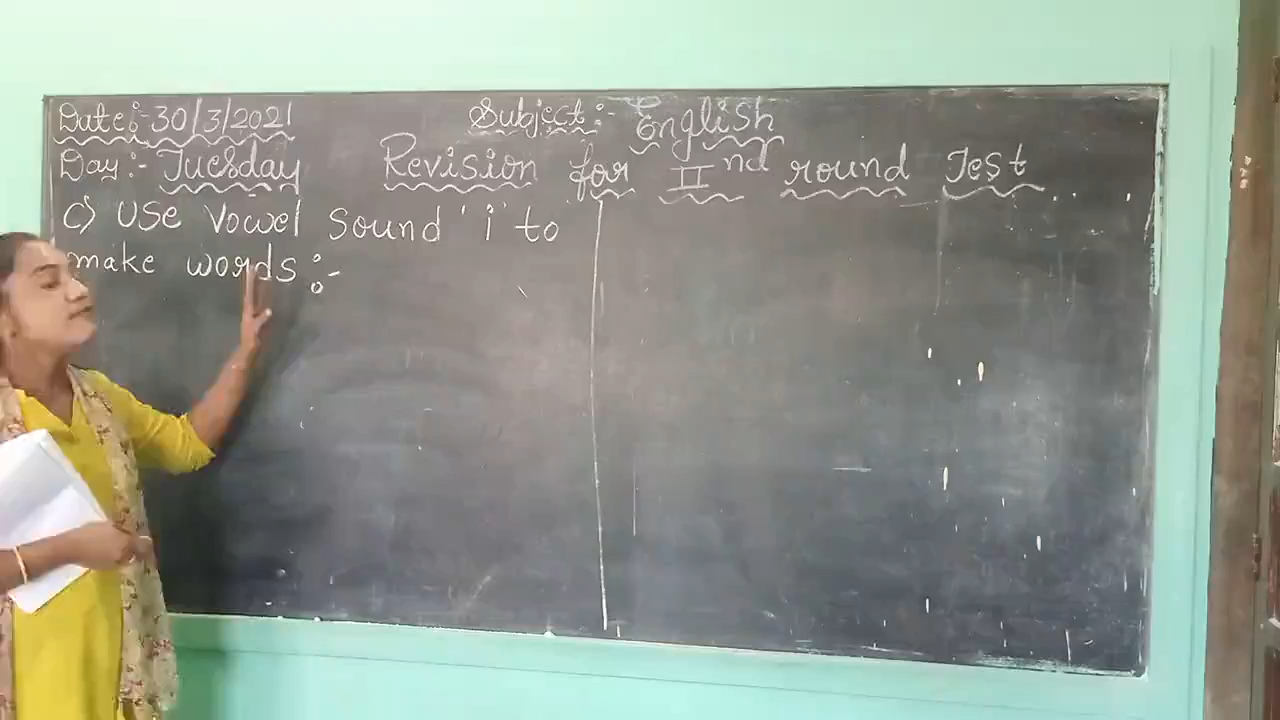 Date:-30/3/2021
Subject:- English
Day:- Tuesday
Revision for IInd round Test...
c) Use Vowel Sound 'i' to
make words:-